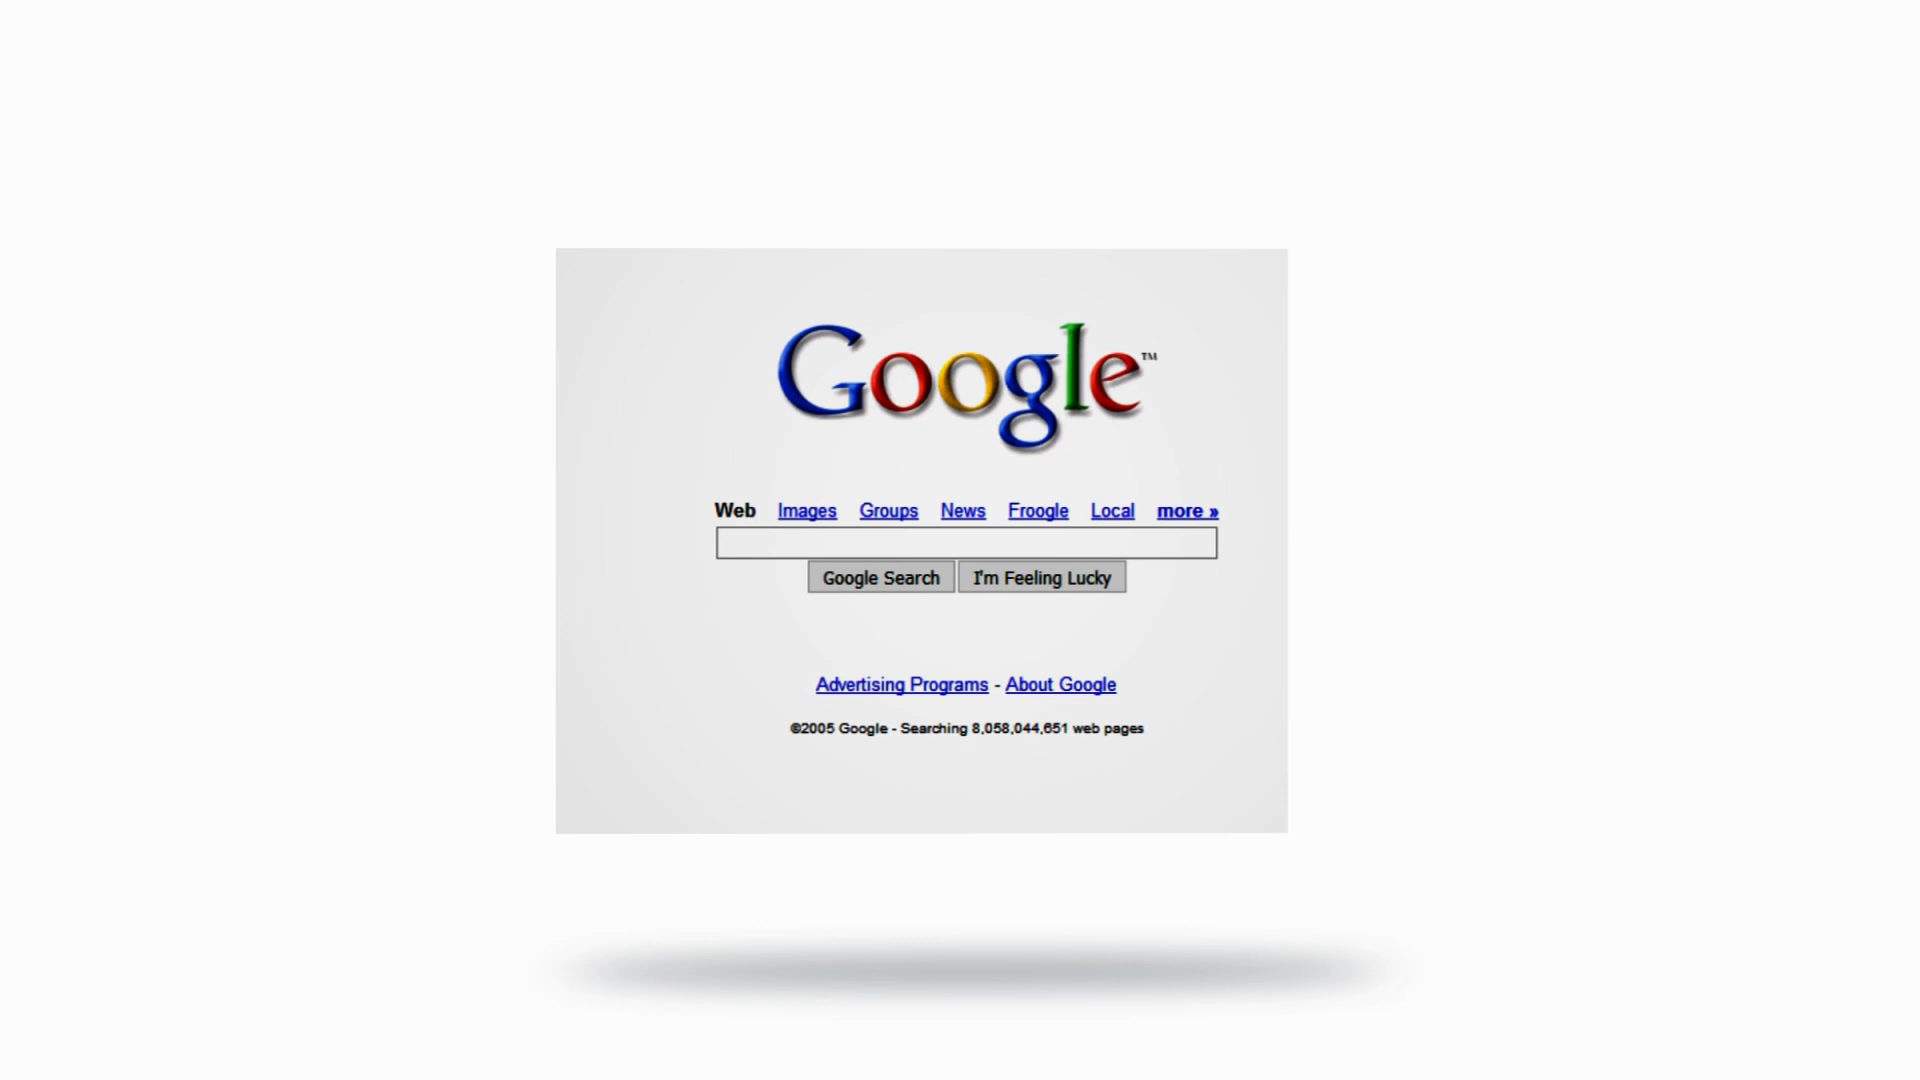 Google™
Web Images Groups News Froogle Local more »
Google Search I'm Feeling Lucky
Advertising Programs - About Google
©2005 Google - Searching 8,058,044,651 web pages